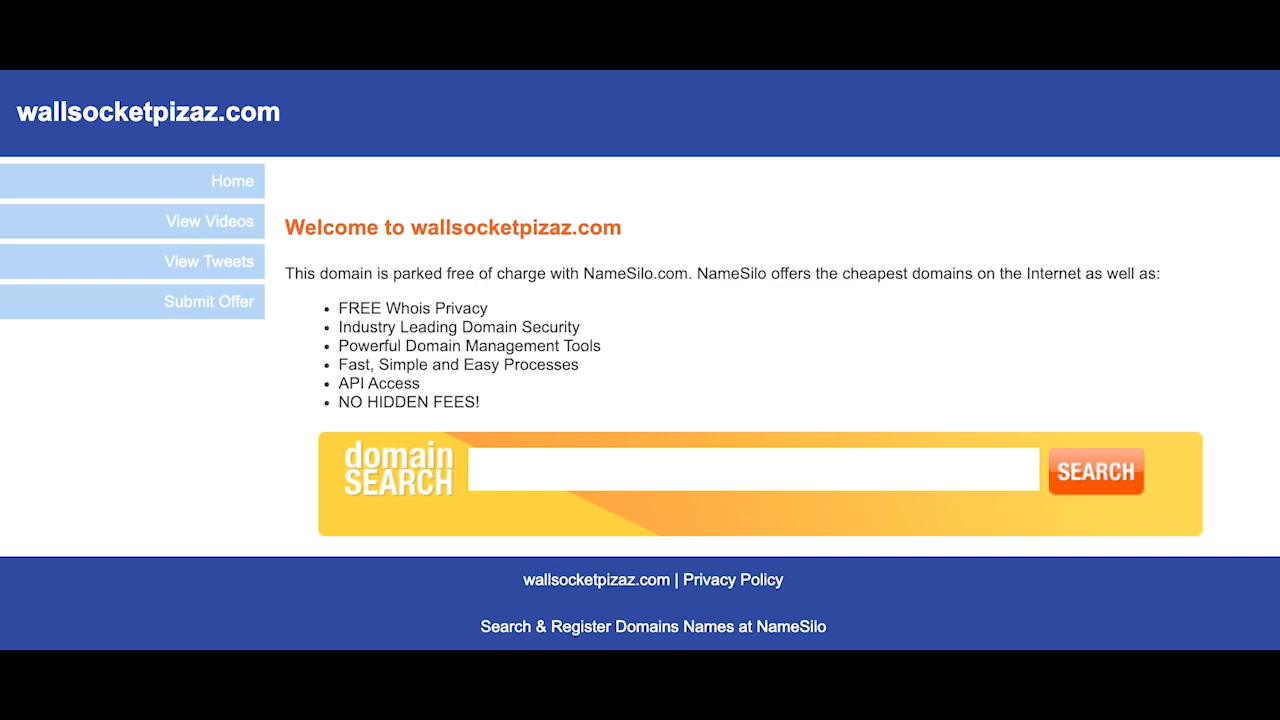 wallsocketpizaz.com
Home
View Videos
View Tweets
Submit Offer
Welcome to wallsocketpizaz.com
This domain is parked free of charge with NameSilo.com. NameSilo offers the cheapest domains on the Internet as well as:
• FREE Whois Privacy
• Industry Leading Domain Security
• Powerful Domain Management Tools
• Fast, Simple and Easy Processes
• API Access
• NO HIDDEN FEES!
domain
SEARCH
SEARCH
wallsocketpizaz.com | Privacy Policy
Search & Register Domains Names at NameSilo